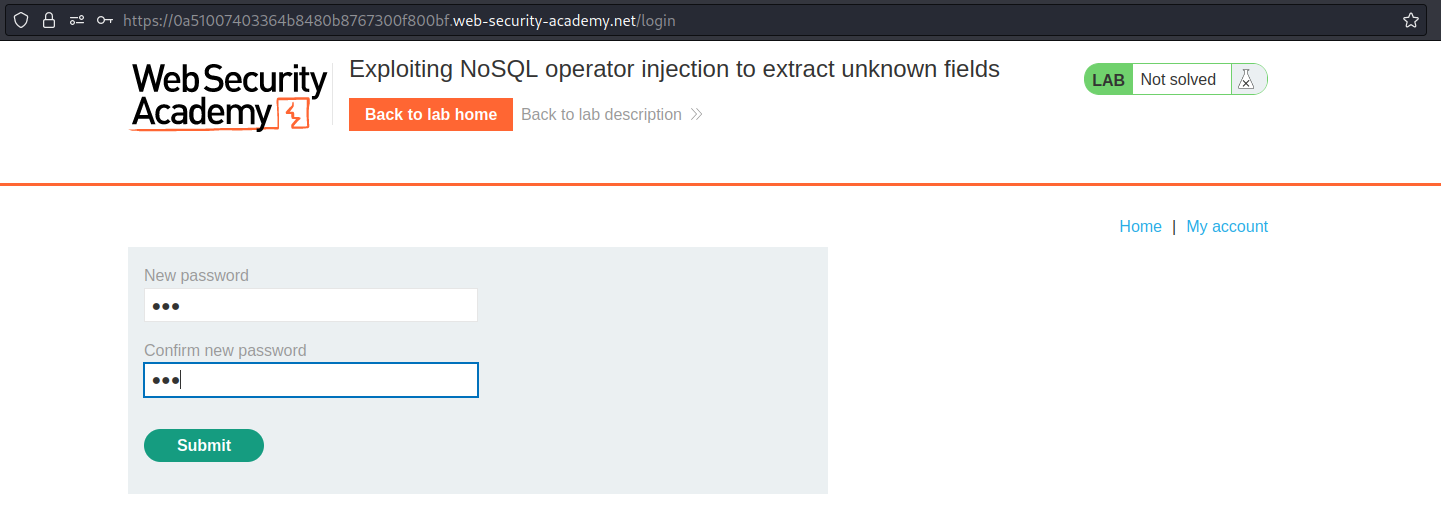 https://0a51007403364b8480b8767300f800bf.web-security-academy.net/login
Web Security Academy
Exploiting NoSQL operator injection to extract unknown fields
Back to lab home
Back to lab description
LAB Not solved
Home | My account
New password
•••
Confirm new password
•••
Submit